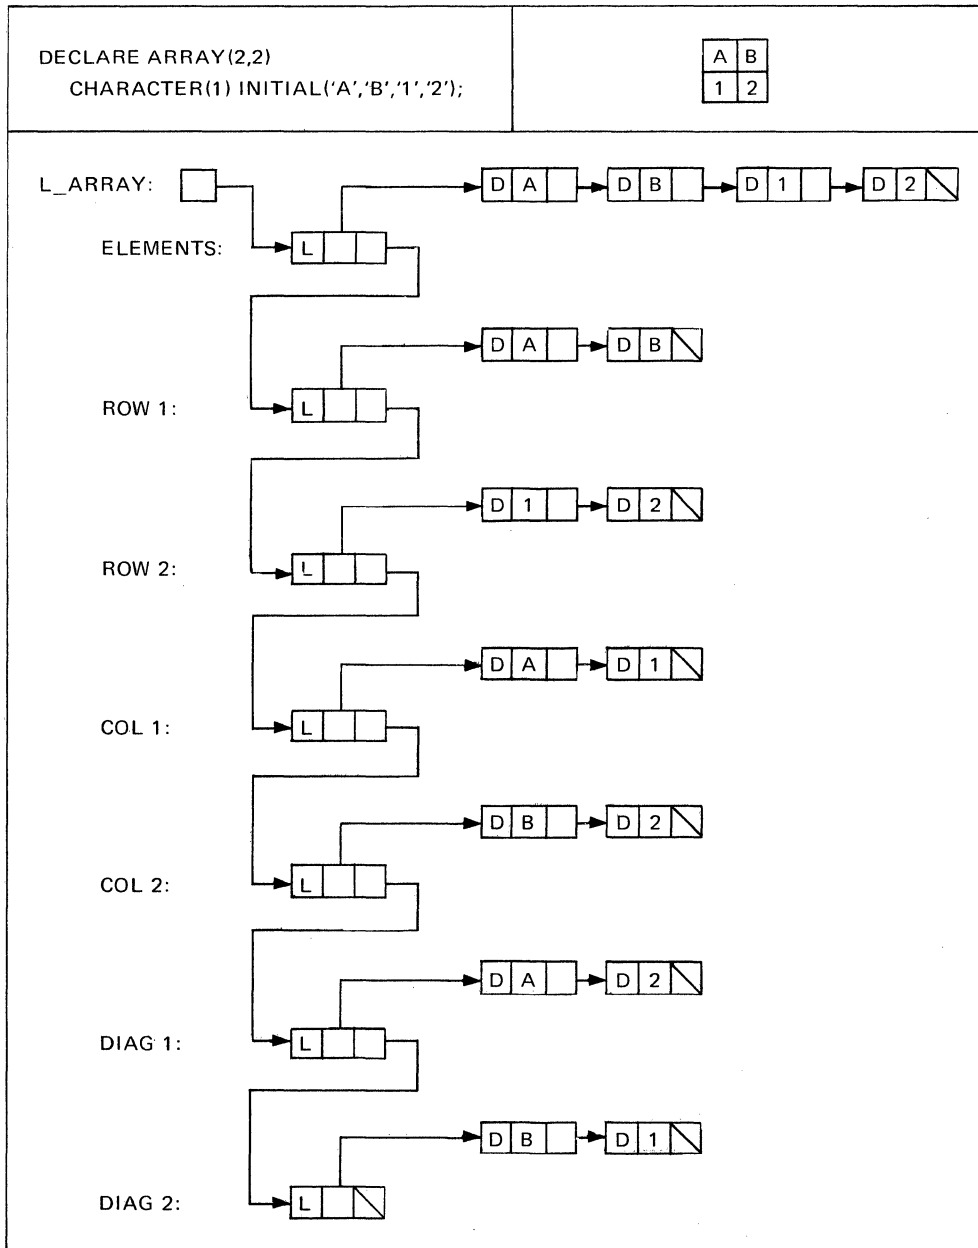 DECLARE ARRAY(2,2)
CHARACTER(1) INITIAL('A','B','1','2');
A B
1 2
L_ARRAY:
D A D B D 1 D 2
ELEMENTS: L
D A D B
ROW 1: L
D 1 D 2
ROW 2: L
D A D 1
COL 1: L
D B D 2
COL 2: L
D A D 2
DIAG 1: L
D B D 1
DIAG 2: L